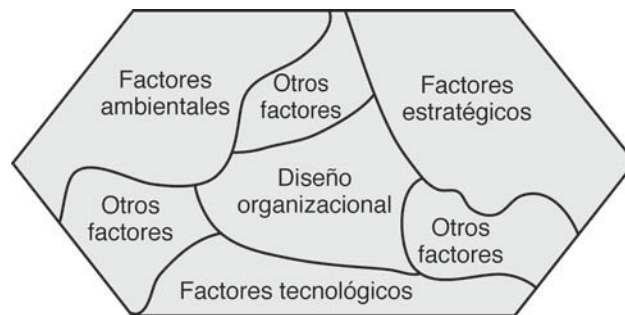 Factores
ambientales
Otros
factores
Factores
estratégicos
Diseño
organizacional
Otros
factores
Otros
factores
Factores tecnológicos